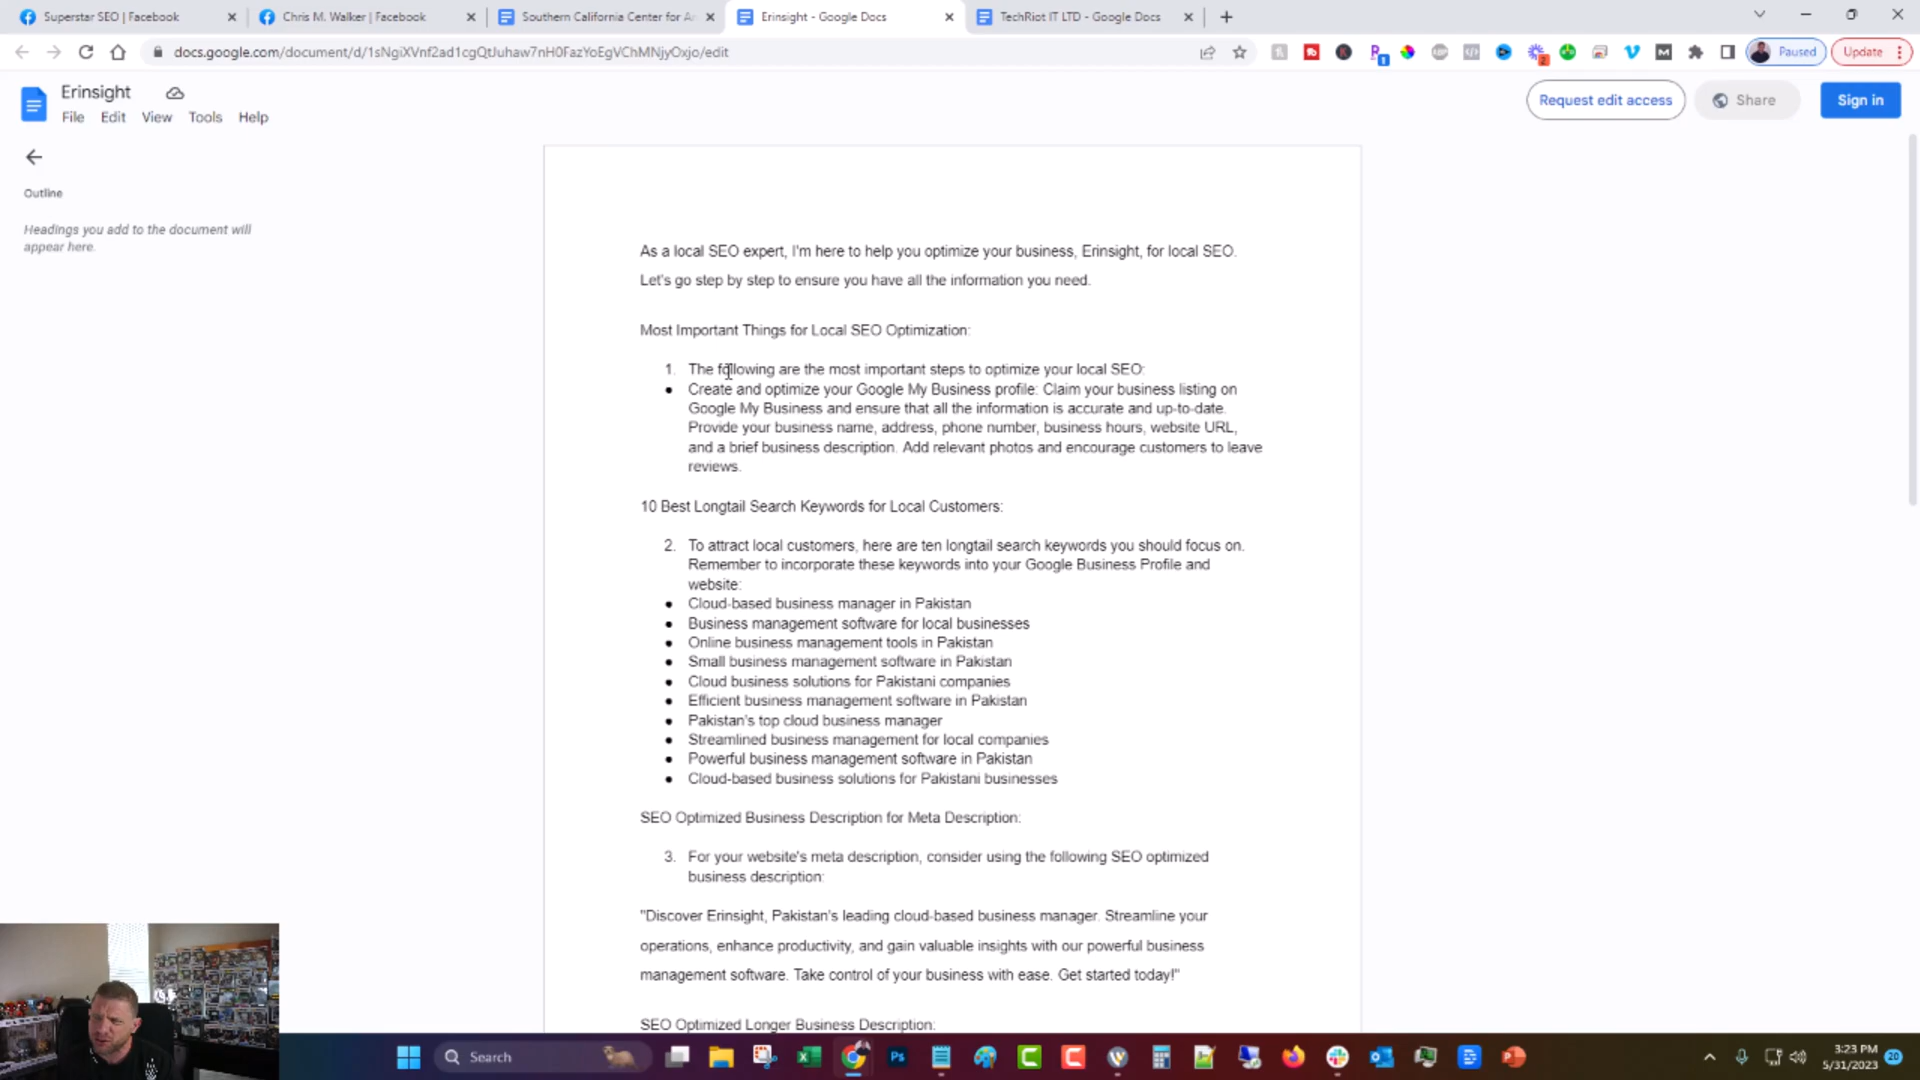 Superstar SEO | Facebook
Chris M. Walker | Facebook
Southern California Center for Ar
Erinsight - Google Docs
TechRiot IT LTD - Google Docs
docs.google.com/document/d/1sNgiXVnf2ad1cgQtJuhaw7nH0FazYoEgVChMNjyOxjo/edit
Paused
Update
Erinsight
File Edit View Tools Help
Request edit access
Share
Sign in
Outline
Headings you add to the document will
appear here.
As a local SEO expert, I'm here to help you optimize your business, Erinsight, for local SEO.
Let's go step by step to ensure you have all the information you need.
Most Important Things for Local SEO Optimization:
1. The following are the most important steps to optimize your local SEO:
● Create and optimize your Google My Business profile: Claim your business listing on
Google My Business and ensure that all the information is accurate and up-to-date.
Provide your business name, address, phone number, business hours, website URL,
and a brief business description. Add relevant photos and encourage customers to leave
reviews.
10 Best Longtail Search Keywords for Local Customers:
2. To attract local customers, here are ten longtail search keywords you should focus on.
Remember to incorporate these keywords into your Google Business Profile and
website:
● Cloud-based business manager in Pakistan
● Business management software for local businesses
● Online business management tools in Pakistan
● Small business management software in Pakistan
● Cloud business solutions for Pakistani companies
● Efficient business management software in Pakistan
● Pakistan's top cloud business manager
● Streamlined business management for local companies
● Powerful business management software in Pakistan
● Cloud-based business solutions for Pakistani businesses
SEO Optimized Business Description for Meta Description:
3. For your website's meta description, consider using the following SEO optimized
business description:
"Discover Erinsight, Pakistan's leading cloud-based business manager. Streamline your
operations, enhance productivity, and gain valuable insights with our powerful business
management software. Take control of your business with ease. Get started today!"
SEO Optimized Longer Business Description:
Search
3:23 PM
5/31/2023
20